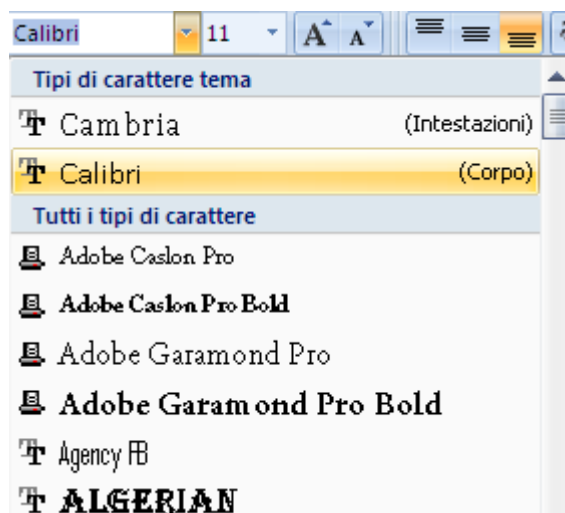 Calibri 11 A A
Tipi di carattere tema
Cambria (Intestazioni)
Calibri (Corpo)
Tutti i tipi di carattere
Adobe Caslon Pro
Adobe Caslon Pro Bold
Adobe Garamond Pro
Adobe Garamond Pro Bold
Agency FB
ALGERIAN